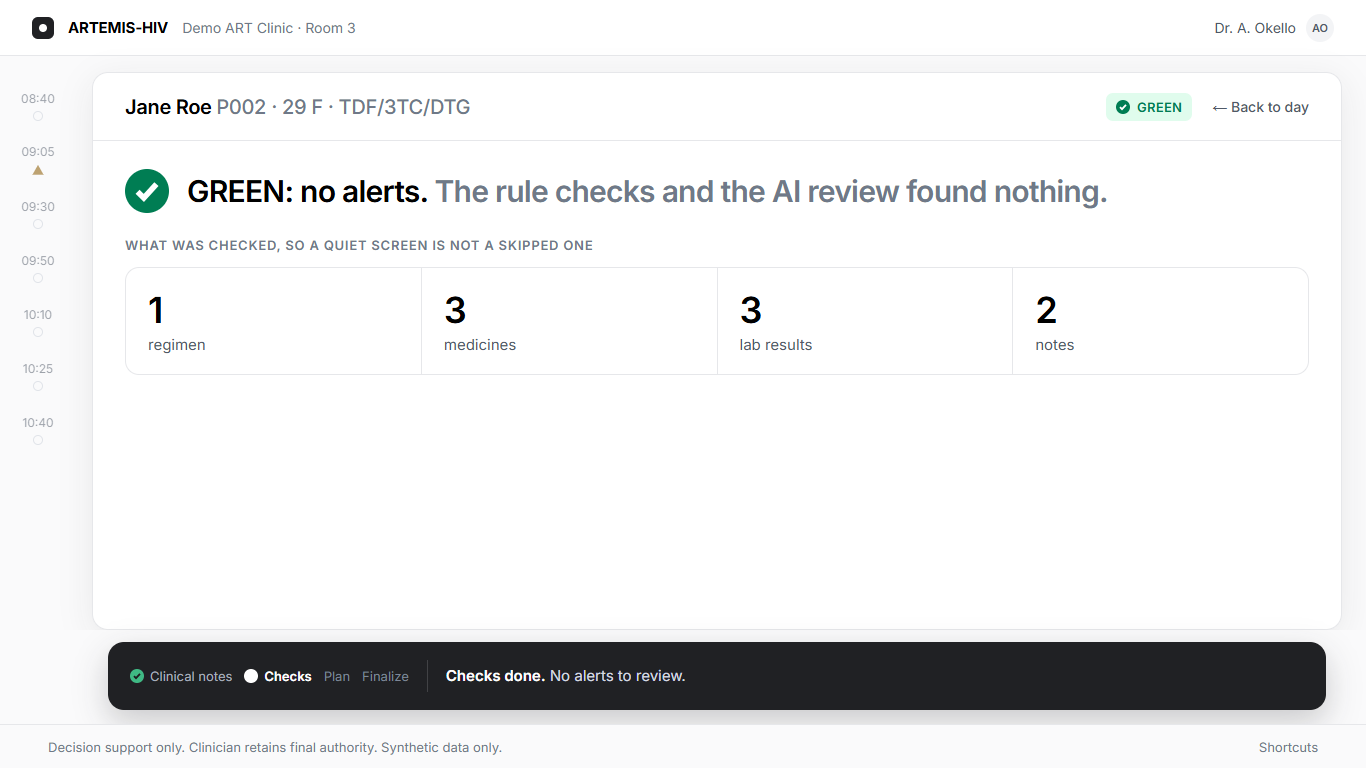 ARTEMIS-HIV Demo ART Clinic · Room 3
Dr. A. Okello AO
08:40
09:05
09:30
09:50
10:10
10:25
10:40
Jane Roe P002 · 29 F · TDF/3TC/DTG
GREEN
← Back to day
GREEN: no alerts. The rule checks and the AI review found nothing.
WHAT WAS CHECKED, SO A QUIET SCREEN IS NOT A SKIPPED ONE
1
regimen
3
medicines
3
lab results
2
notes
Clinical notes Checks Plan Finalize
Checks done. No alerts to review.
Decision support only. Clinician retains final authority. Synthetic data only.
Shortcuts